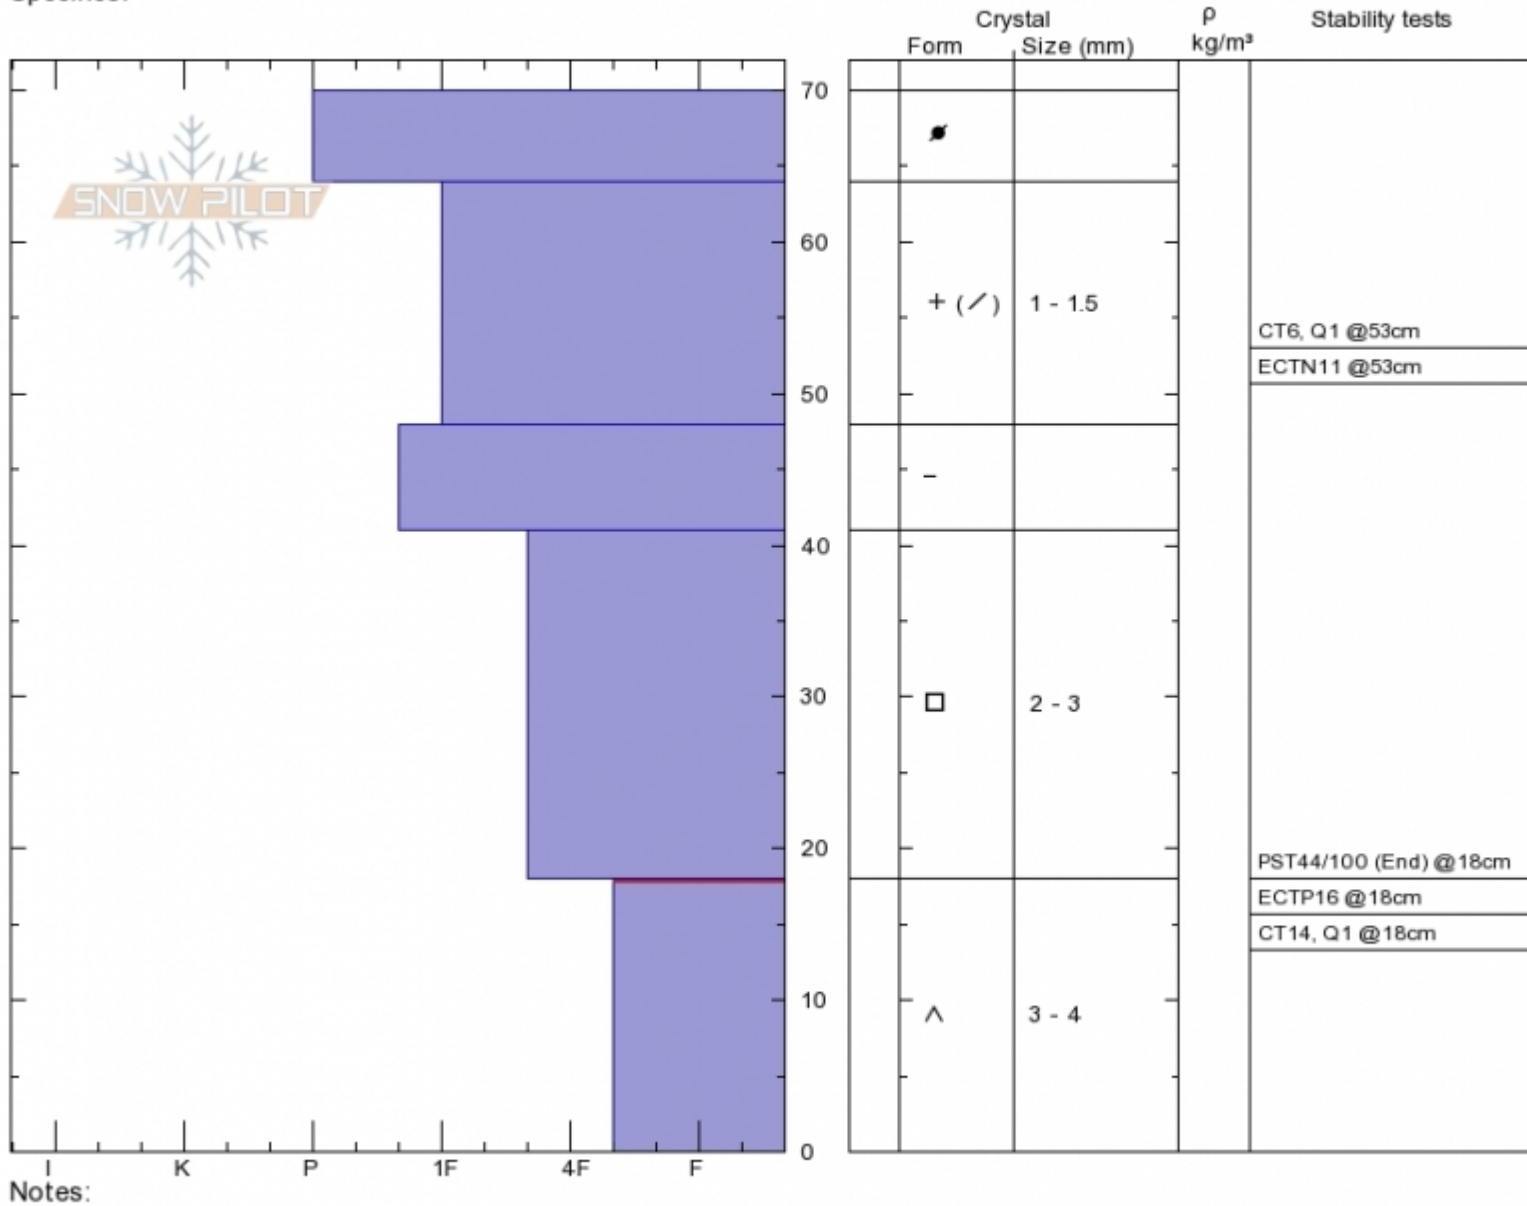 Crystal
ρ
Stability tests
Form
Size (mm)
kg/m³
70
SNOW PILOT
60
+ (⁄) 1 - 1.5
CT6, Q1 @53cm
ECTN11 @53cm
50
-
40
30
2 - 3
20
PST44/100 (End) @18cm
ECTP16 @18cm
CT14, Q1 @18cm
10
3 - 4
0
I K P 1F 4F F
Notes: